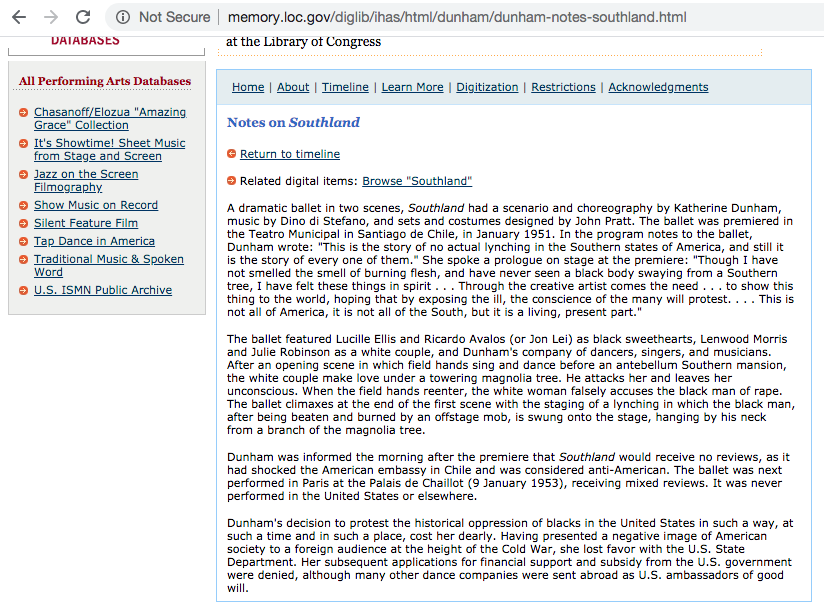 Not Secure | memory.loc.gov/diglib/ihas/html/dunham/dunham-notes-southland.html
DATABASES
at the Library of Congress
All Performing Arts Databases
Chasanoff/Elozua "Amazing
Grace" Collection
It's Showtime! Sheet Music
from Stage and Screen
Jazz on the Screen
Filmography
Show Music on Record
Silent Feature Film
Tap Dance in America
Traditional Music & Spoken
Word
U.S. ISMN Public Archive
Home | About | Timeline | Learn More | Digitization | Restrictions | Acknowledgments
Notes on Southland
Return to timeline
Related digital items: Browse "Southland"
A dramatic ballet in two scenes, Southland had a scenario and choreography by Katherine Dunham,
music by Dino di Stefano, and sets and costumes designed by John Pratt. The ballet was premiered in
the Teatro Municipal in Santiago de Chile, in January 1951. In the program notes to the ballet,
Dunham wrote: "This is the story of no actual lynching in the Southern states of America, and still it
is the story of every one of them." She spoke a prologue on stage at the premiere: "Though I have
not smelled the smell of burning flesh, and have never seen a black body swaying from a Southern
tree, I have felt these things in spirit . . . Through the creative artist comes the need . . . to show this
thing to the world, hoping that by exposing the ill, the conscience of the many will protest. . . . This is
not all of America, it is not all of the South, but it is a living, present part."
The ballet featured Lucille Ellis and Ricardo Avalos (or Jon Lei) as black sweethearts, Lenwood Morris
and Julie Robinson as a white couple, and Dunham's company of dancers, singers, and musicians.
After an opening scene in which field hands sing and dance before an antebellum Southern mansion,
the white couple make love under a towering magnolia tree. He attacks her and leaves her
unconscious. When the field hands reenter, the white woman falsely accuses the black man of rape.
The ballet climaxes at the end of the first scene with the staging of a lynching in which the black man,
after being beaten and burned by an offstage mob, is swung onto the stage, hanging by his neck
from a branch of the magnolia tree.
Dunham was informed the morning after the premiere that Southland would receive no reviews, as it
had shocked the American embassy in Chile and was considered anti-American. The ballet was next
performed in Paris at the Palais de Chaillot (9 January 1953), receiving mixed reviews. It was never
performed in the United States or elsewhere.
Dunham's decision to protest the historical oppression of blacks in the United States in such a way, at
such a time and in such a place, cost her dearly. Having presented a negative image of American
society to a foreign audience at the height of the Cold War, she lost favor with the U.S. State
Department. Her subsequent applications for financial support and subsidy from the U.S. government
were denied, although many other dance companies were sent abroad as U.S. ambassadors of good
will.